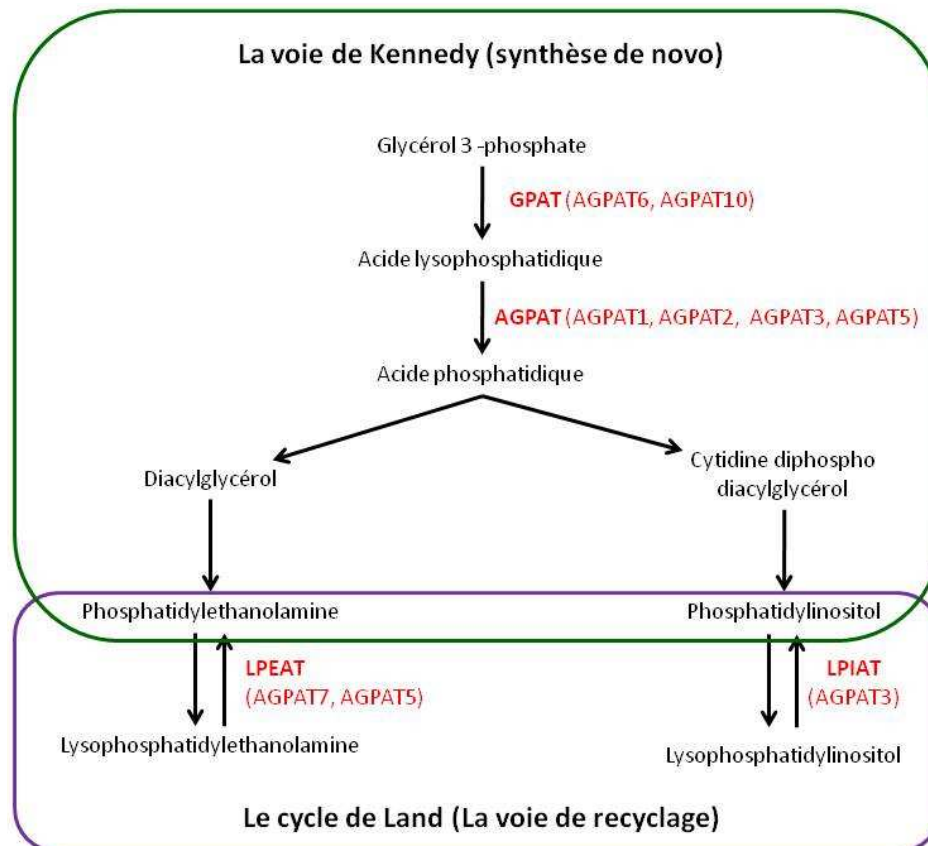 La voie de Kennedy (synthèse de novo)
Glycérol 3 -phosphate
GPAT (AGPAT6, AGPAT10)
Acide lysophosphatidique
AGPAT (AGPAT1, AGPAT2, AGPAT3, AGPAT5)
Acide phosphatidique
Diacylglycérol
Cytidine diphospho
diacylglycérol
Phosphatidylethanolamine
Phosphatidylinositol
LPEAT
(AGPAT7, AGPAT5)
LPIAT
(AGPAT3)
Lysophosphatidylethanolamine
Lysophosphatidylinositol
Le cycle de Land (La voie de recyclage)